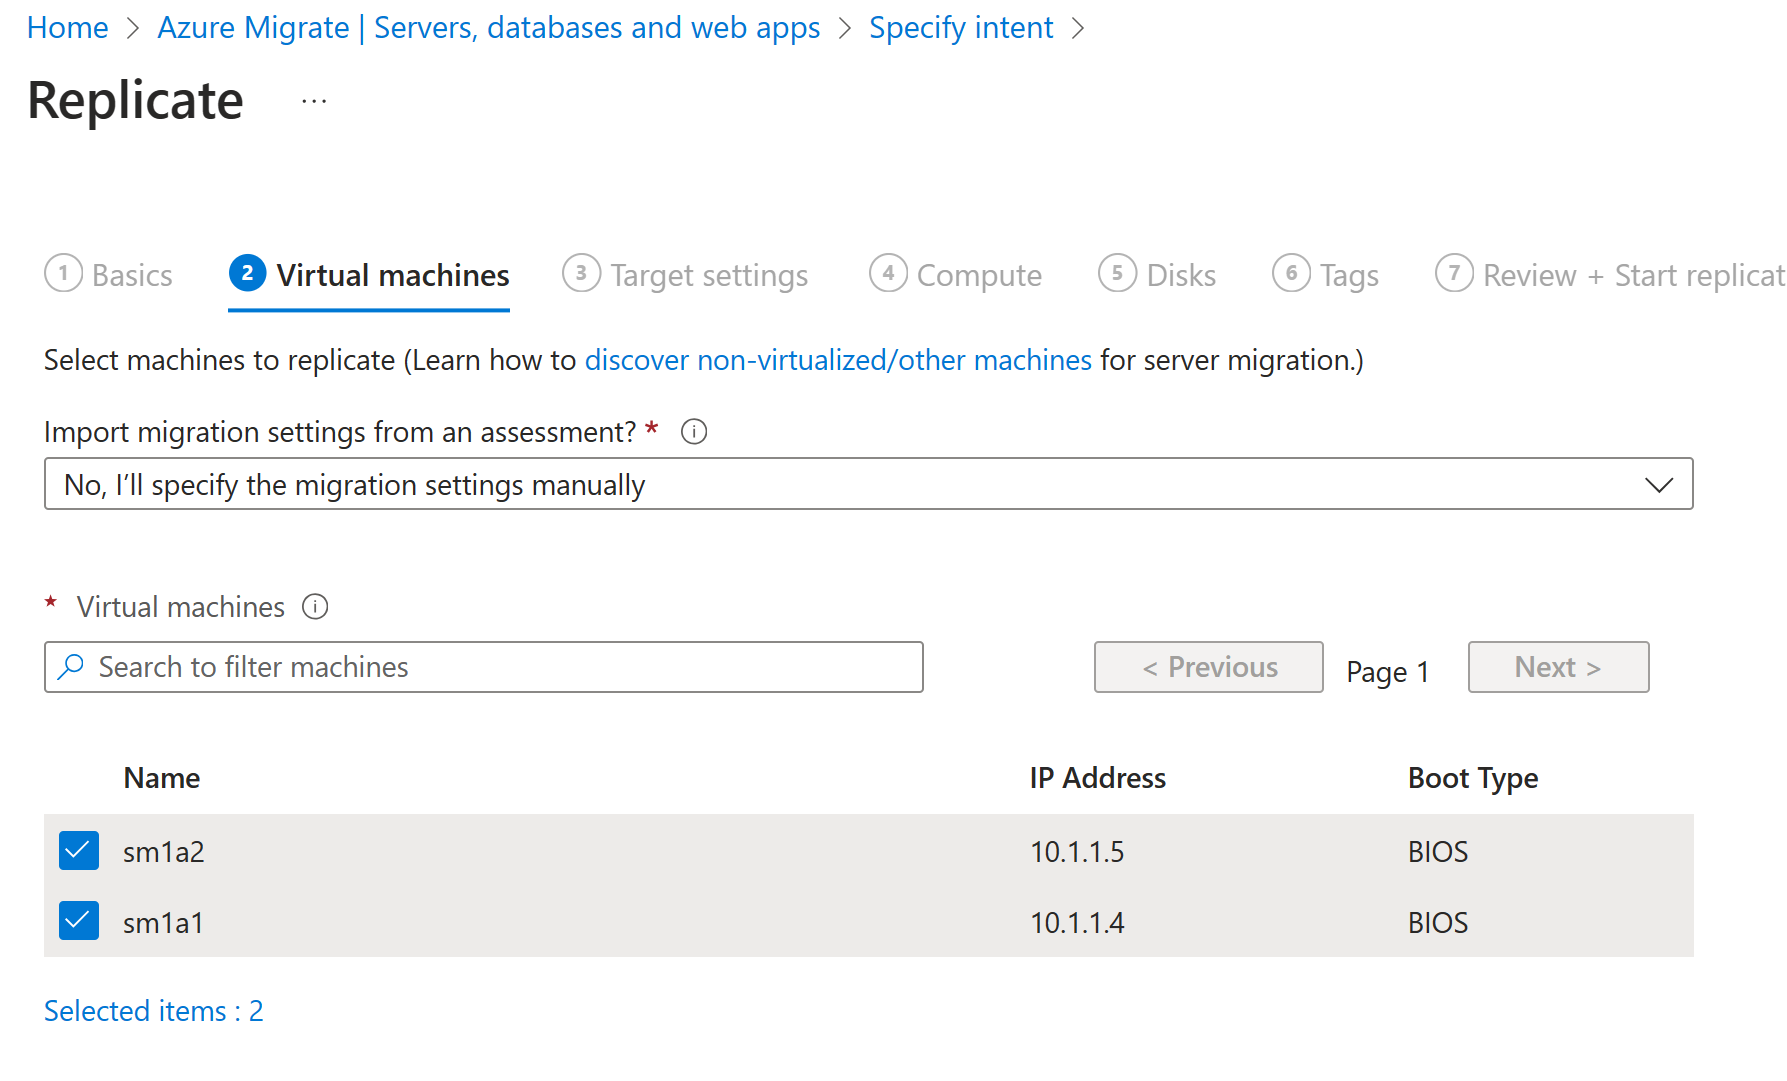 Home > Azure Migrate | Servers, databases and web apps > Specify intent >
Replicate ...
1 Basics 2 Virtual machines 3 Target settings 4 Compute 5 Disks 6 Tags 7 Review + Start replicat
Select machines to replicate (Learn how to discover non-virtualized/other machines for server migration.)
Import migration settings from an assessment? * i
No, I’ll specify the migration settings manually
* Virtual machines i
Search to filter machines < Previous Page 1 Next >
Name IP Address Boot Type
sm1a2 10.1.1.5 BIOS
sm1a1 10.1.1.4 BIOS
Selected items : 2